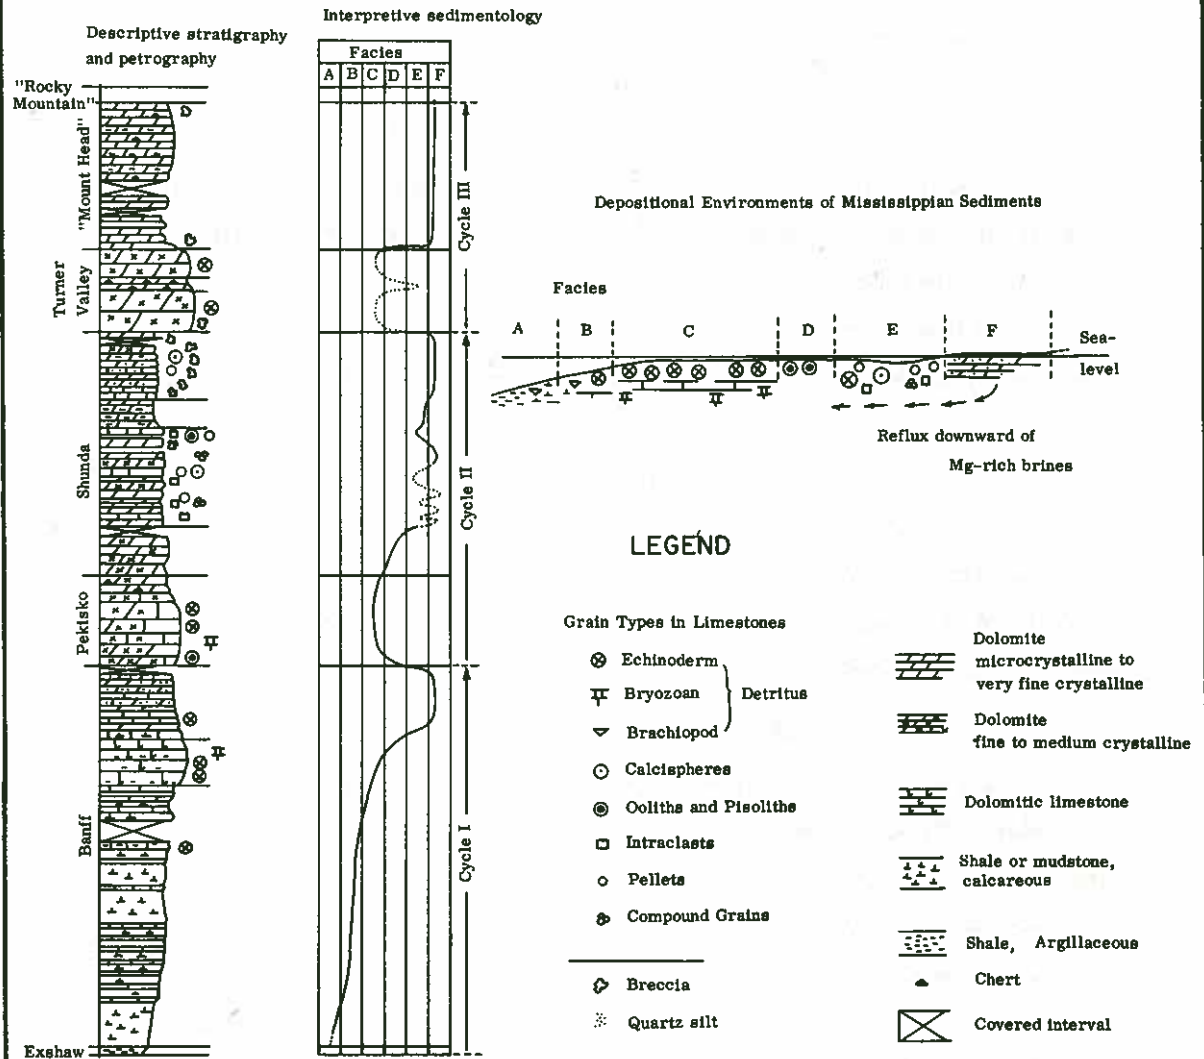 Interpretive sedimentology
Descriptive stratigraphy
and petrography
Facies
A B C D E F
"Rocky
Mountain"
"Mount Head"
Turner
Valley
Shunda
Pekisko
Banff
Exshaw
Cycle III
Cycle II
Cycle I
Depositional Environments of Mississippian Sediments
Facies
A B C D E F
Sea-
level
Reflux downward of
Mg-rich brines
LEGEND
Grain Types in Limestones
Echinoderm
Bryozoan
Brachiopod
Detritus
Calcispheres
Ooliths and Pisoliths
Intraclasts
Pellets
Compound Grains
Breccia
Quartz silt
Dolomite
microcrystalline to
very fine crystalline
Dolomite
fine to medium crystalline
Dolomitic limestone
Shale or mudstone,
calcareous
Shale, Argillaceous
Chert
Covered interval